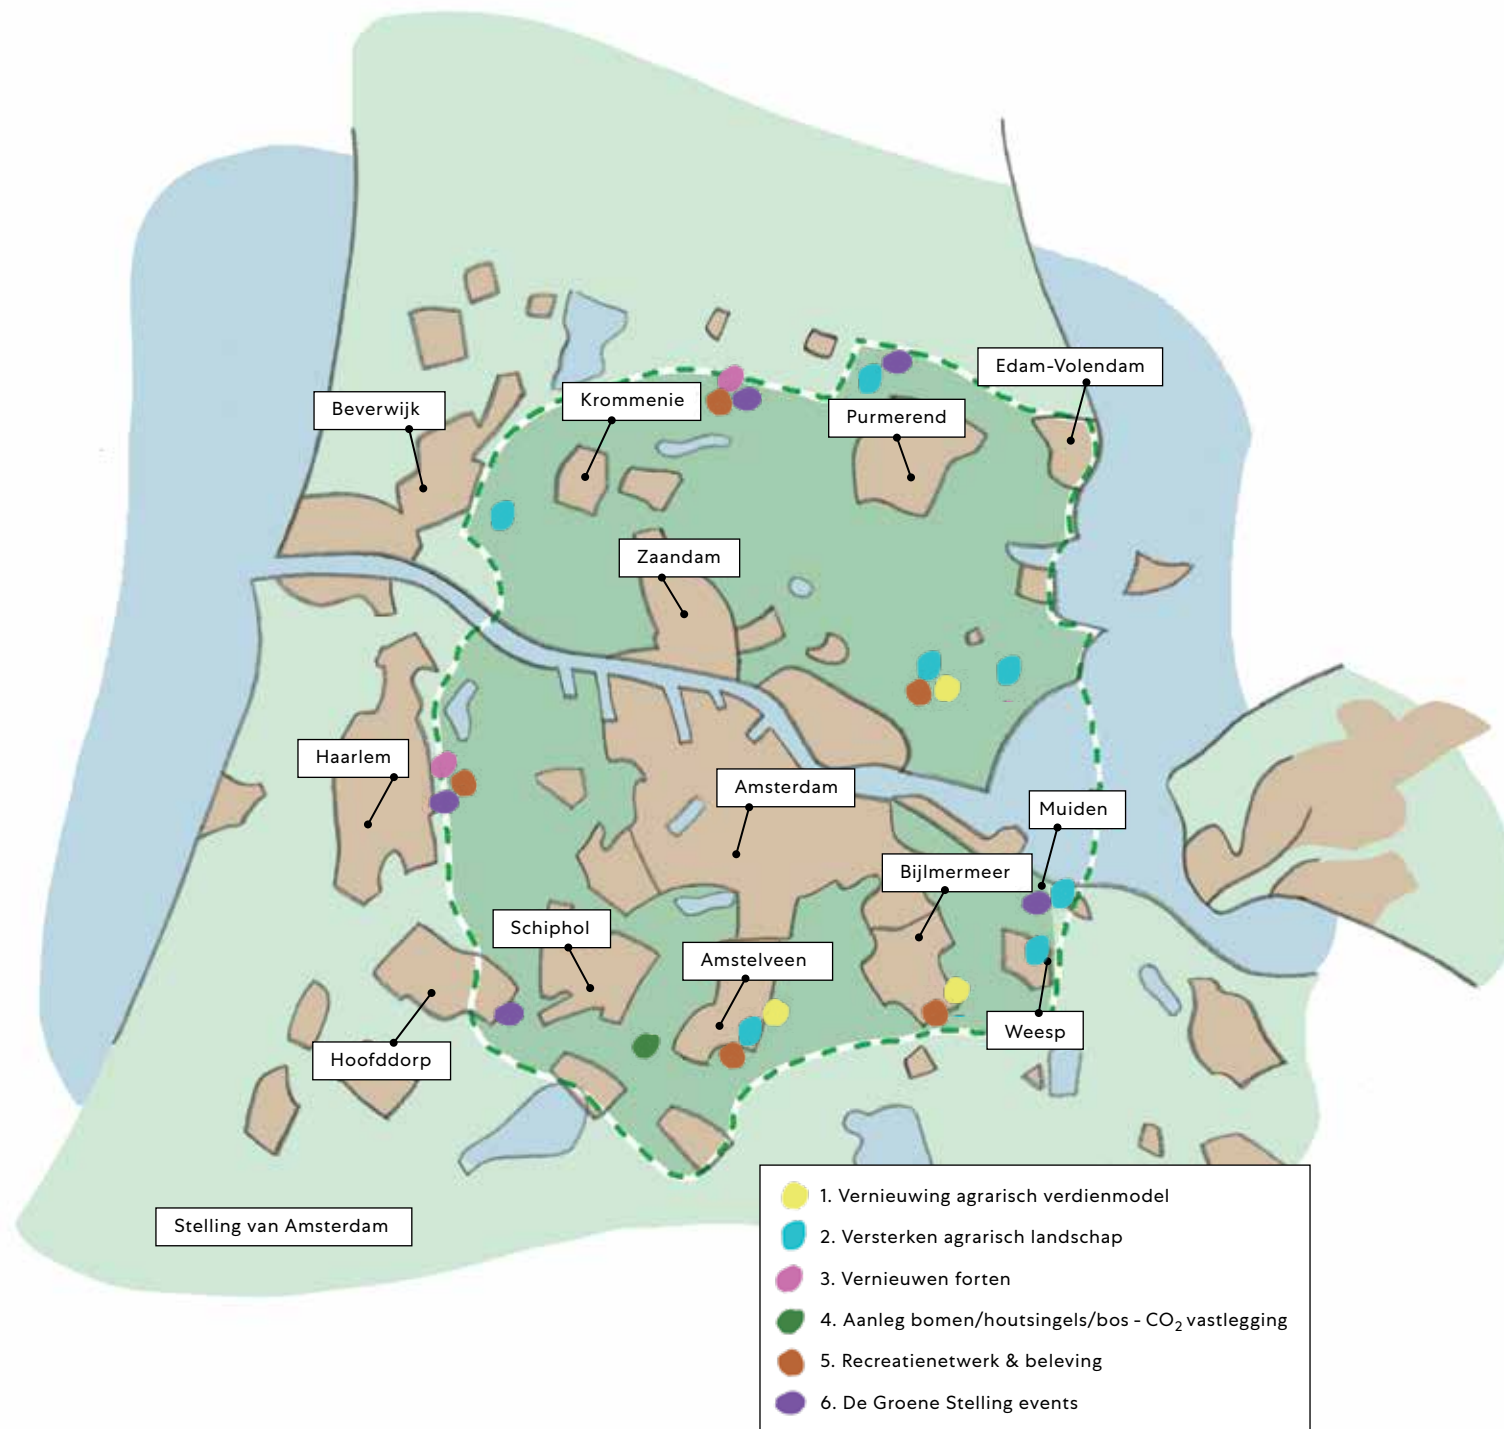 Edam-Volendam
Beverwijk
Krommenie
Purmerend
Zaandam
Haarlem
Amsterdam
Muiden
Bijlmermeer
Schiphol
Amstelveen
Weesp
Hoofddorp
Stelling van Amsterdam
1. Vernieuwing agrarisch verdienmodel
2. Versterken agrarisch landschap
3. Vernieuwen forten
4. Aanleg bomen/houtsingels/bos - CO₂ vastlegging
5. Recreatienetwerk & beleving
6. De Groene Stelling events